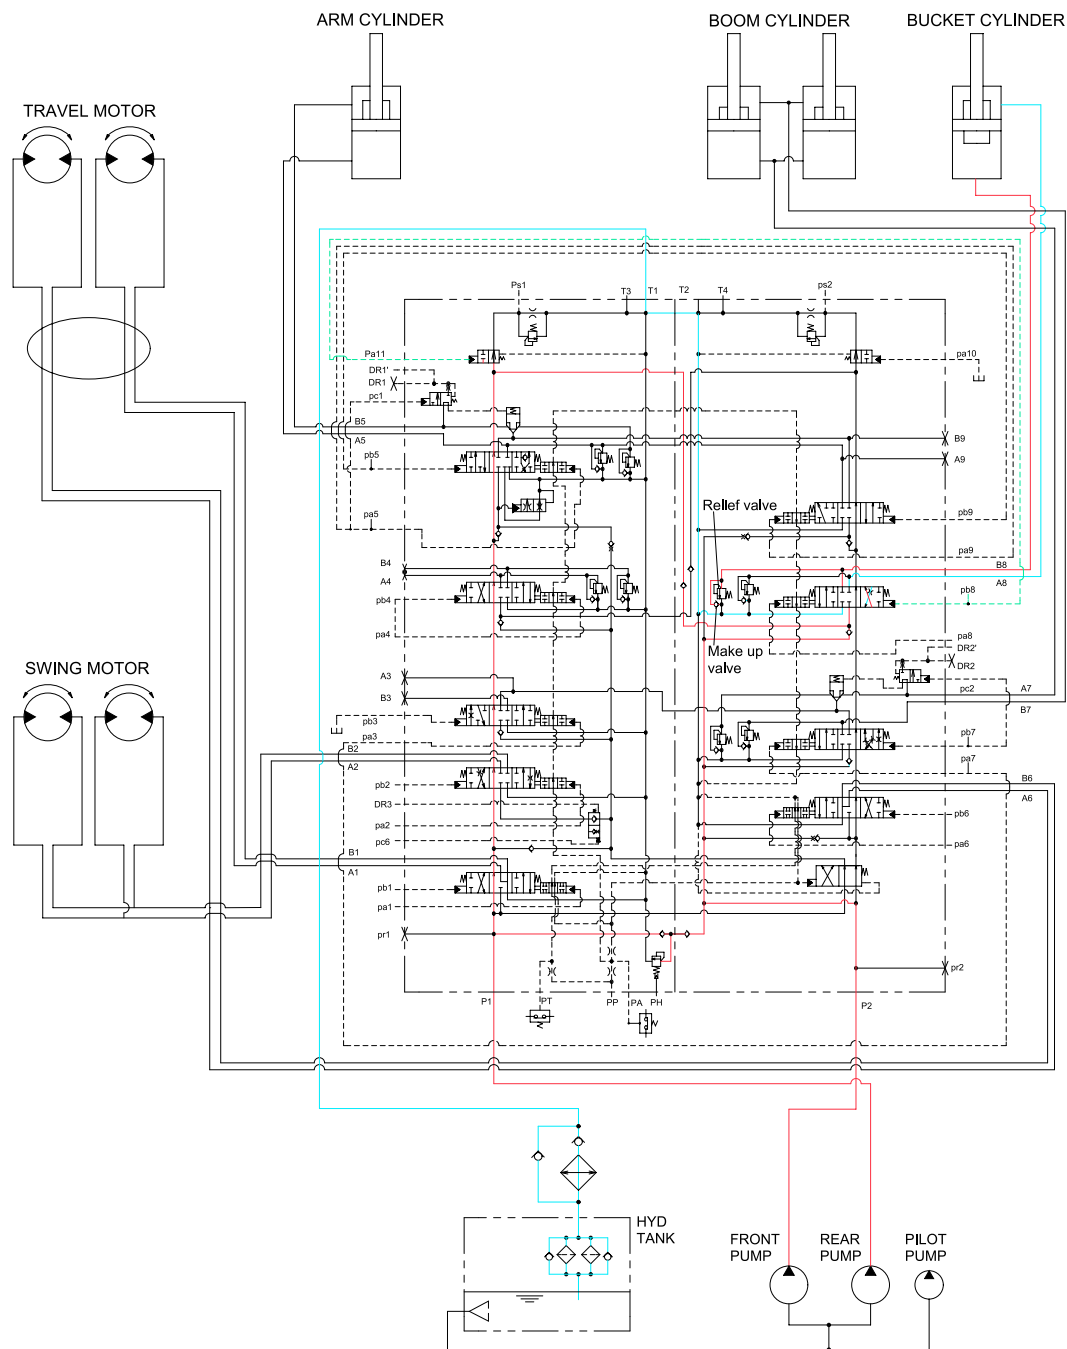 ARM CYLINDER
BOOM CYLINDER
BUCKET CYLINDER
TRAVEL MOTOR
Ps1
T3
T1
T2
T4
ps2
Pa11
pa10
DR1'
DR1
pc1
B5
A5
B9
A9
pb5
Relief valve
pb9
pa5
pa9
B4
A4
B8
A8
pb4
pb8
pa4
pa8
DR2'
DR2
Make up
valve
SWING MOTOR
A3
B3
pc2
A7
B7
pb3
pa3
pb7
pa7
B2
A2
B6
A6
pb2
DR3
pa2
pc6
pb6
pa6
B1
A1
pb1
pa1
pr1
pr2
P1
PT
PP
PA
PH
P2
HYD
TANK
FRONT
PUMP
REAR
PUMP
PILOT
PUMP